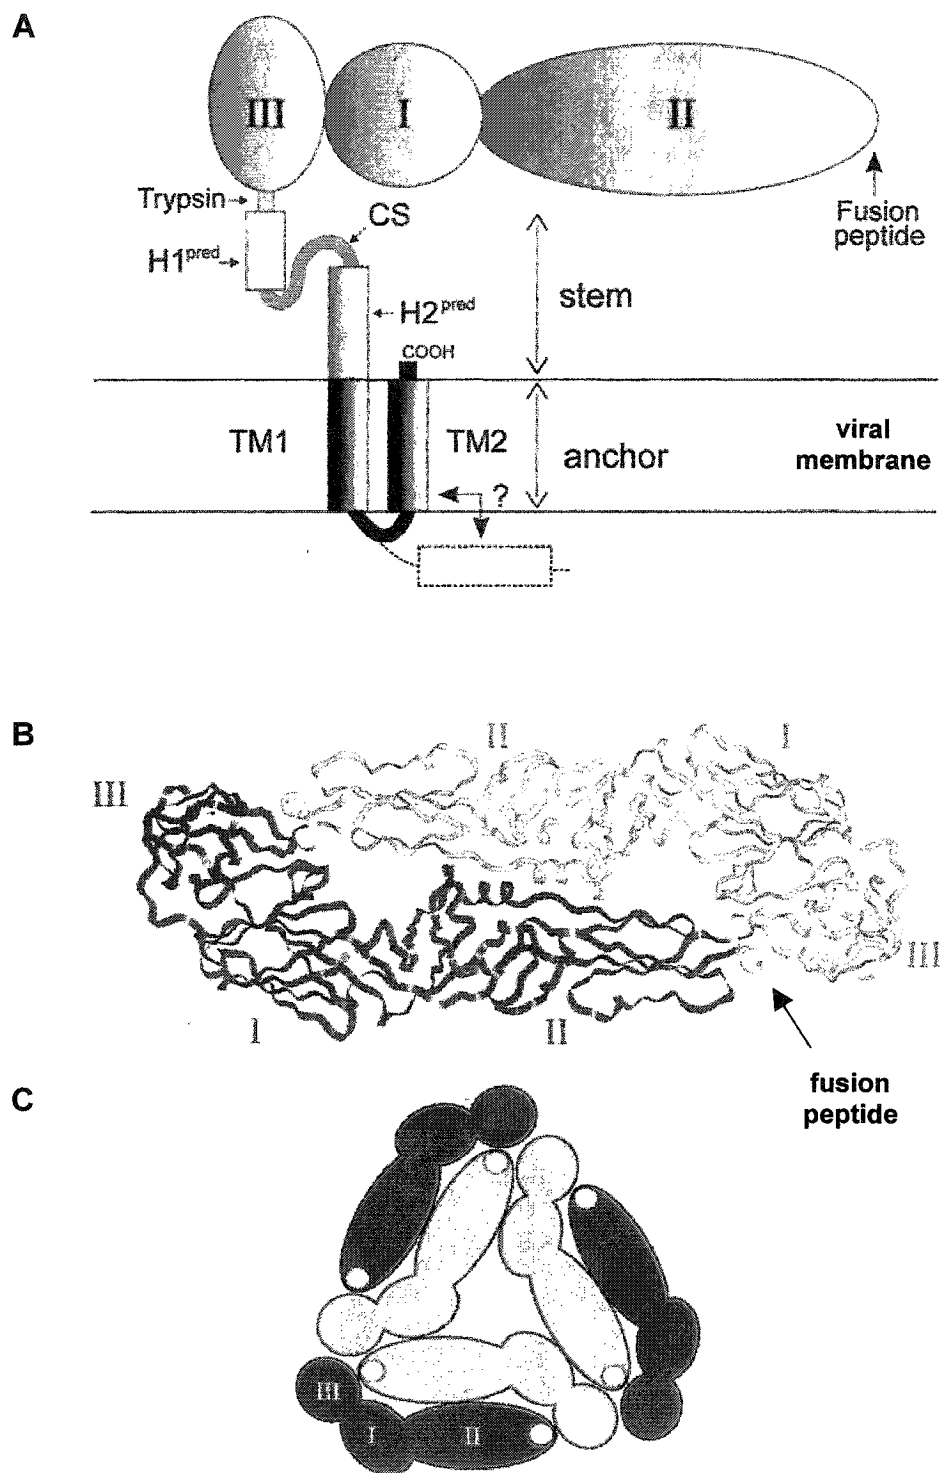 A
III
I
II
Trypsin
CS
Fusion
peptide
H1pred
stem
H2pred
COOH
TM1
TM2
viral
membrane
anchor
?
B
II
I
III
III
I
II
fusion
peptide
C
III
I
II